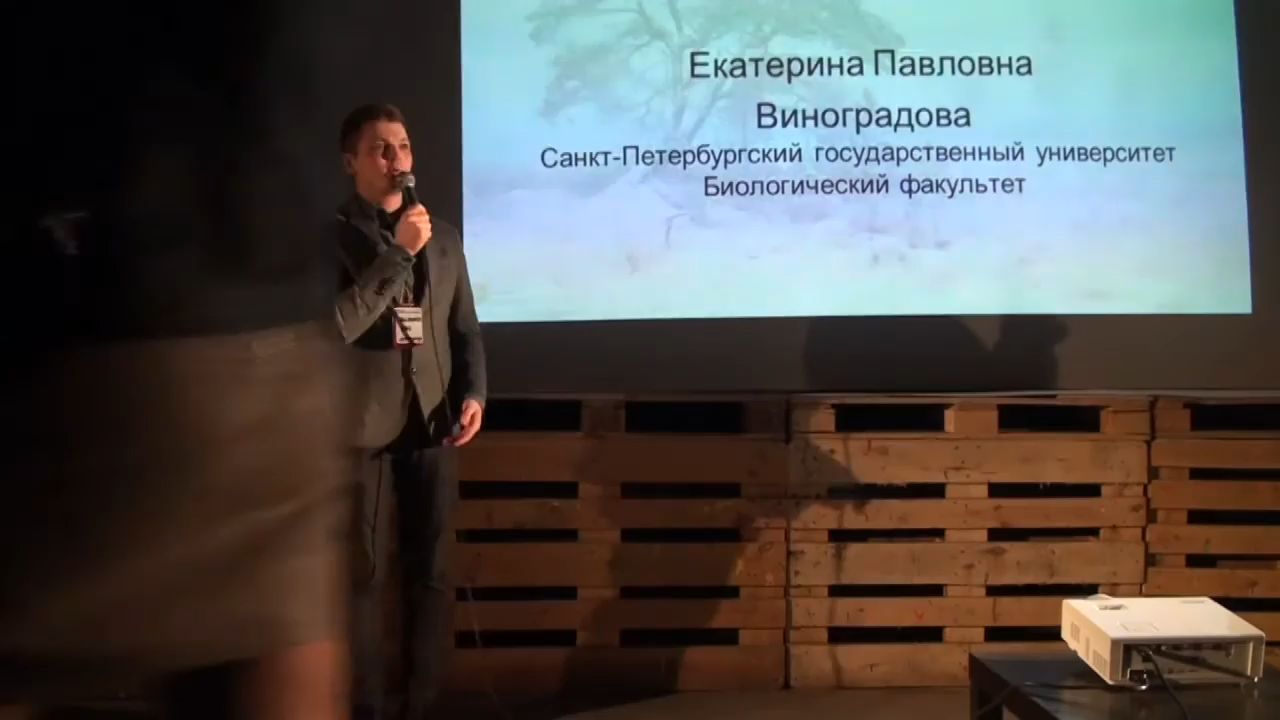 Екатерина Павловна
Виноградова
Санкт-Петербургский государственный университет
Биологический факультет